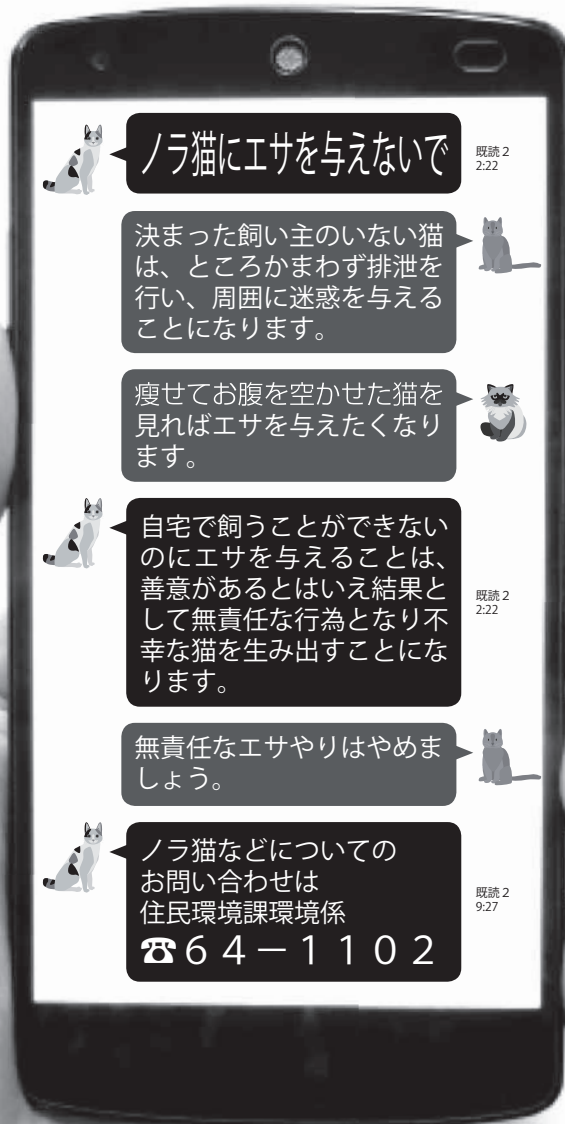 ノラ猫にエサを与えないで
既読 2
2:22
決まった飼い主のいない猫
は、ところかまわず排泄を
行い、周囲に迷惑を与える
ことになります。
痩せてお腹を空かせた猫を
見ればエサを与えたくなり
ます。
自宅で飼うことができない
のにエサを与えることは、
善意があるとはいえ結果と
して無責任な行為となり不
幸な猫を生み出すことにな
ります。
既読 2
2:22
無責任なエサやりはやめま
しょう。
ノラ猫などについての
お問い合わせは
住民環境課環境係
☎64－1102
既読 2
9:27